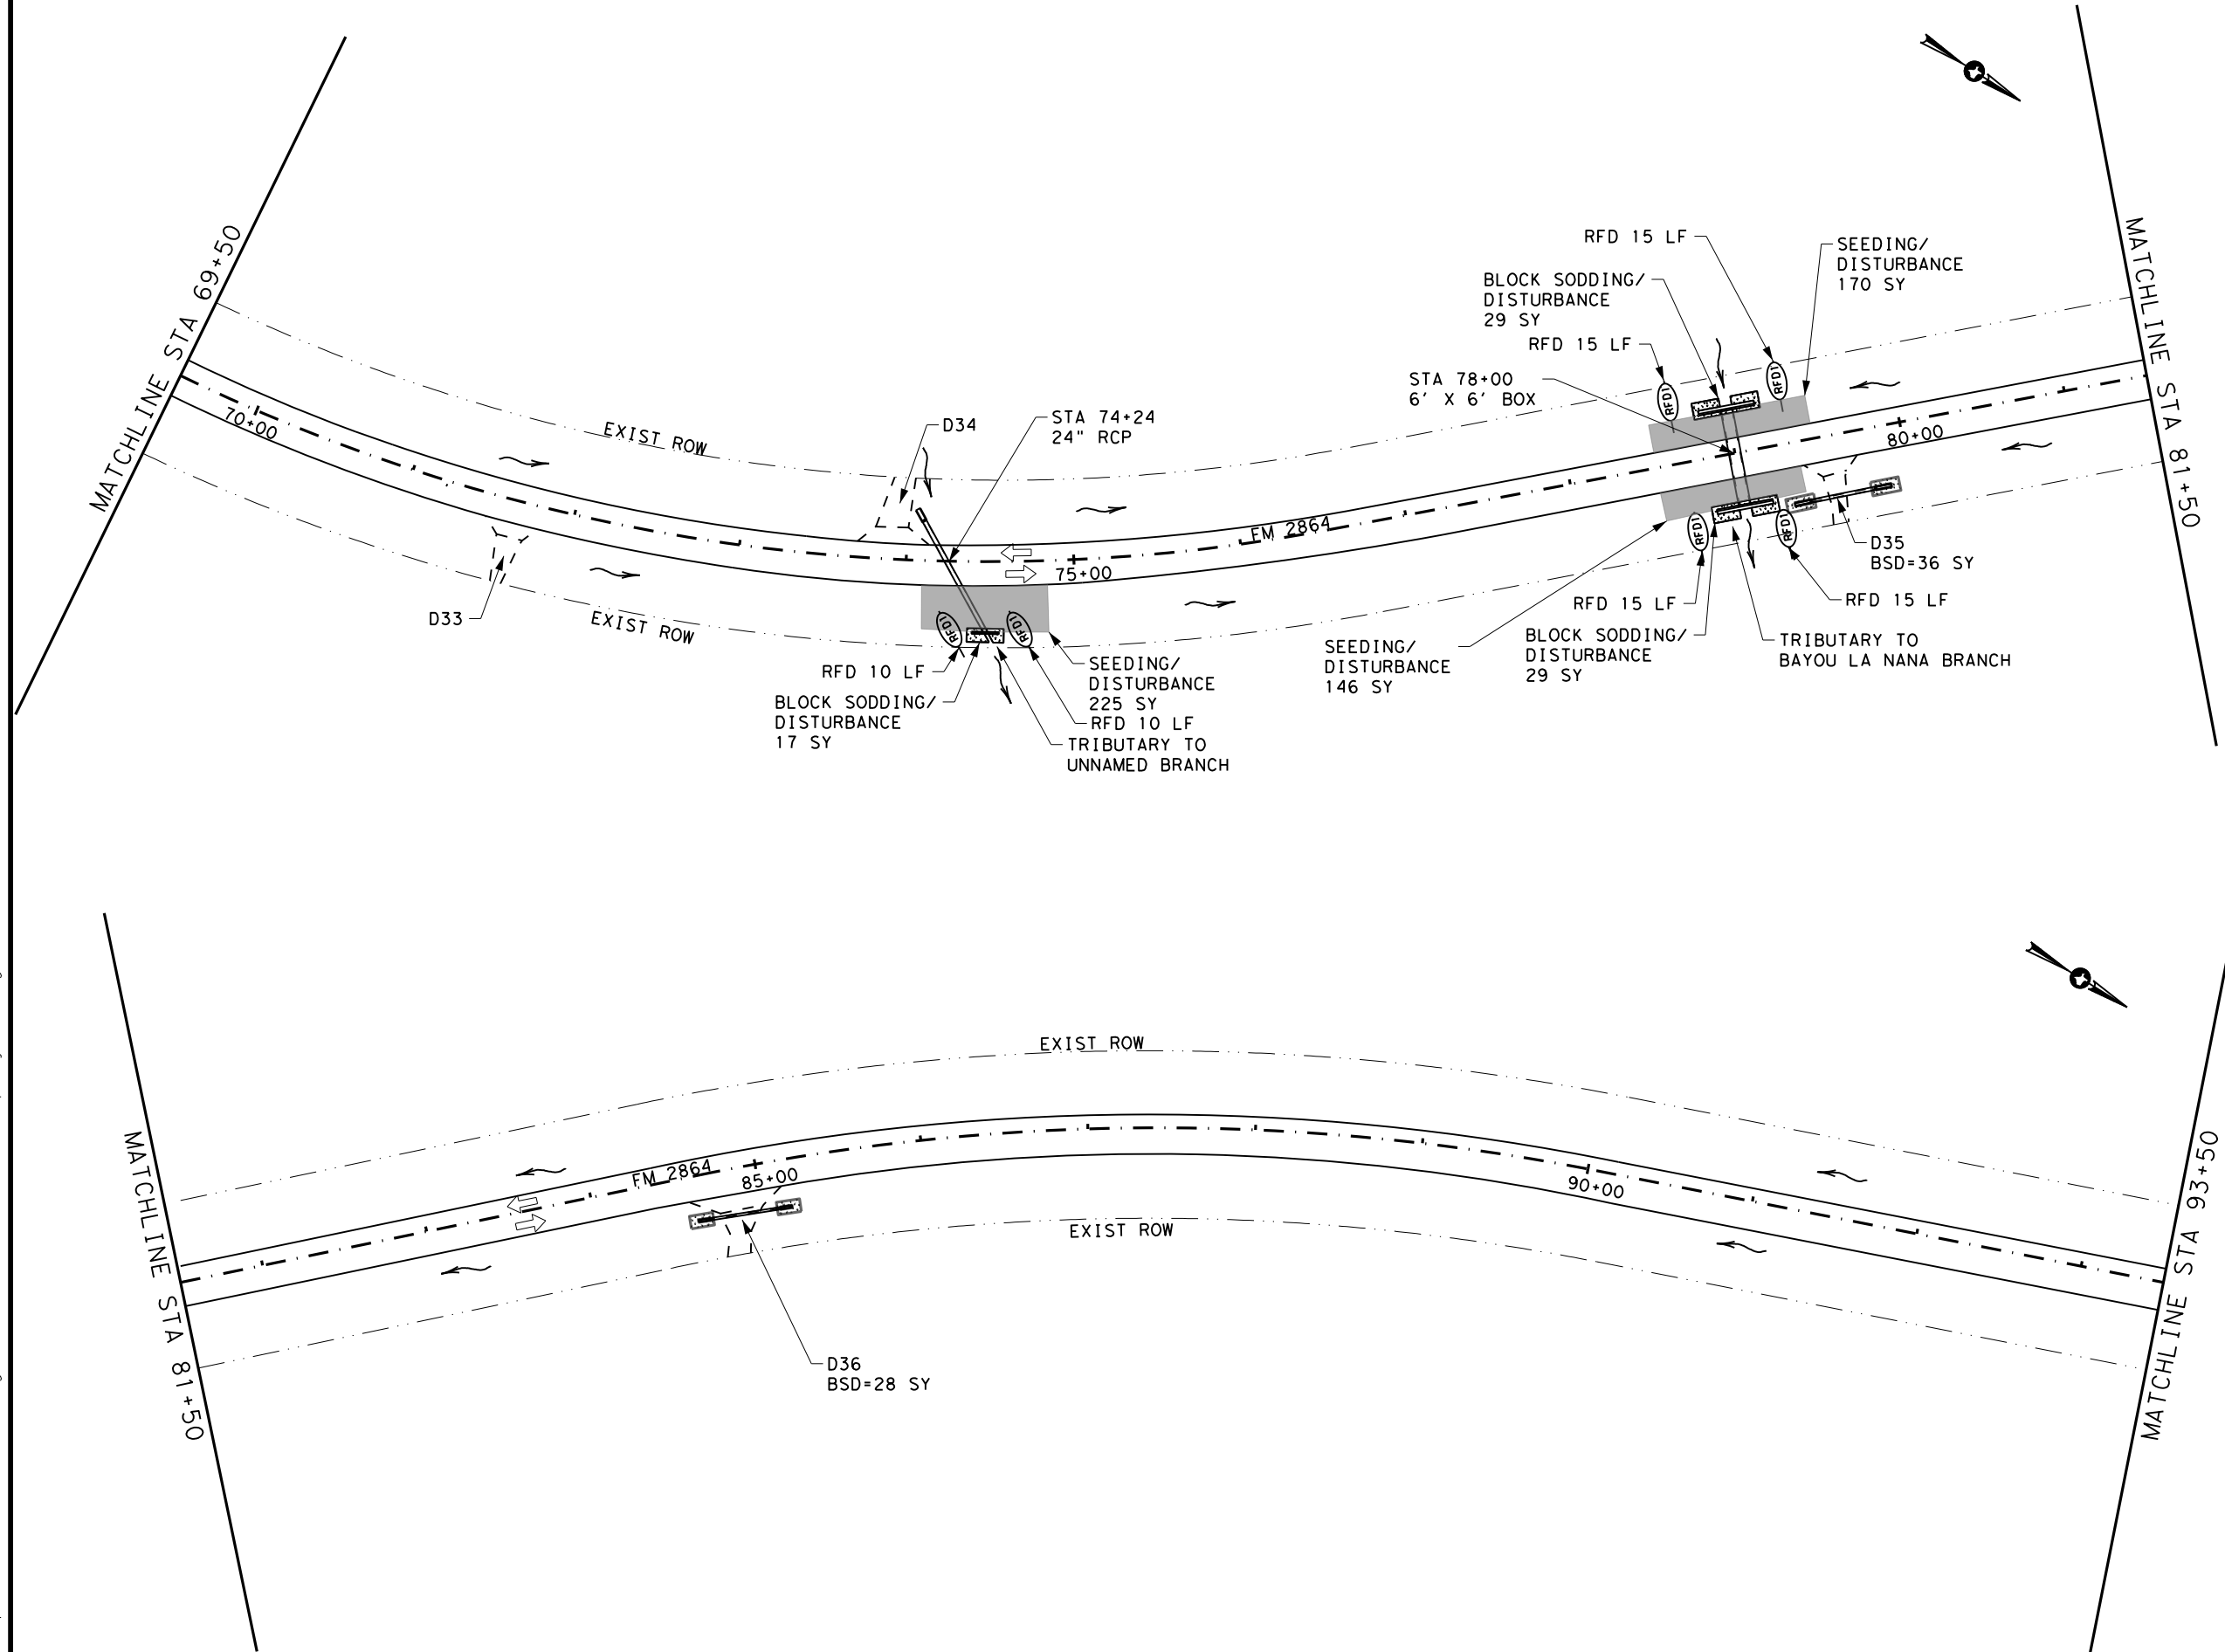 MATCHLINE STA 69+50
70+00
EXIST ROW
EXIST ROW
D33
D34
STA 74+24
24" RCP
75+00
FM 2864
RFD1
RFD1
RFD 10 LF
BLOCK SODDING/
DISTURBANCE
17 SY
SEEDING/
DISTURBANCE
225 SY
RFD 10 LF
TRIBUTARY TO
UNNAMED BRANCH
RFD 15 LF
BLOCK SODDING/
DISTURBANCE
29 SY
RFD 15 LF
STA 78+00
6' X 6' BOX
SEEDING/
DISTURBANCE
170 SY
RFD1
RFD1
80+00
RFD1
RFD1
D35
BSD=36 SY
RFD 15 LF
RFD 15 LF
SEEDING/
DISTURBANCE
146 SY
BLOCK SODDING/
DISTURBANCE
29 SY
TRIBUTARY TO
BAYOU LA NANA BRANCH
MATCHLINE STA 81+50
MATCHLINE STA 81+50
EXIST ROW
FM 2864
85+00
90+00
EXIST ROW
D36
BSD=28 SY
MATCHLINE STA 93+50